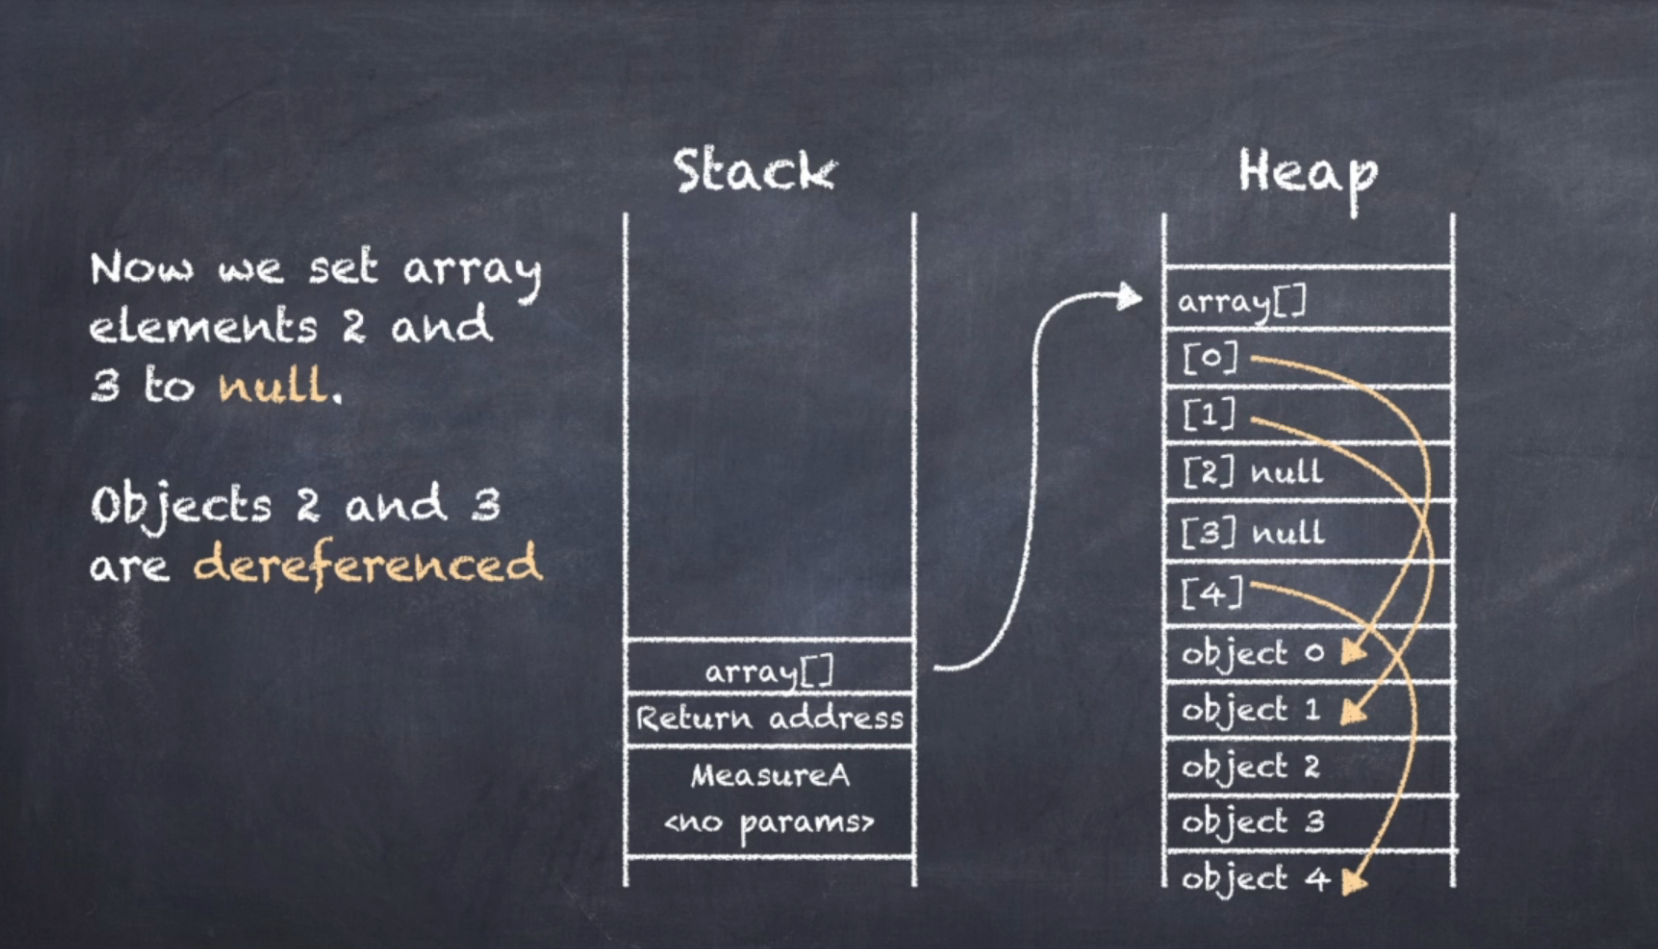 Now we set array
elements 2 and
3 to null.
Objects 2 and 3
are dereferenced
Stack
array[]
Return address
MeasureA
<no params>
Heap
array[]
[0]
[1]
[2] null
[3] null
[4]
object 0
object 1
object 2
object 3
object 4